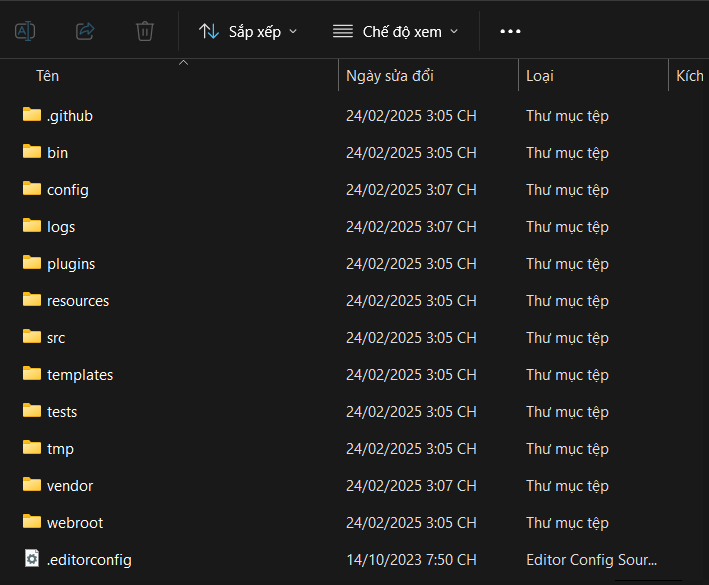 Sắp xếp Chế độ xem
Tên Ngày sửa đổi Loại Kích
.github 24/02/2025 3:05 CH Thư mục tệp
bin 24/02/2025 3:05 CH Thư mục tệp
config 24/02/2025 3:07 CH Thư mục tệp
logs 24/02/2025 3:07 CH Thư mục tệp
plugins 24/02/2025 3:05 CH Thư mục tệp
resources 24/02/2025 3:05 CH Thư mục tệp
src 24/02/2025 3:05 CH Thư mục tệp
templates 24/02/2025 3:05 CH Thư mục tệp
tests 24/02/2025 3:05 CH Thư mục tệp
tmp 24/02/2025 3:05 CH Thư mục tệp
vendor 24/02/2025 3:07 CH Thư mục tệp
webroot 24/02/2025 3:05 CH Thư mục tệp
.editorconfig 14/10/2023 7:50 CH Editor Config Sour...